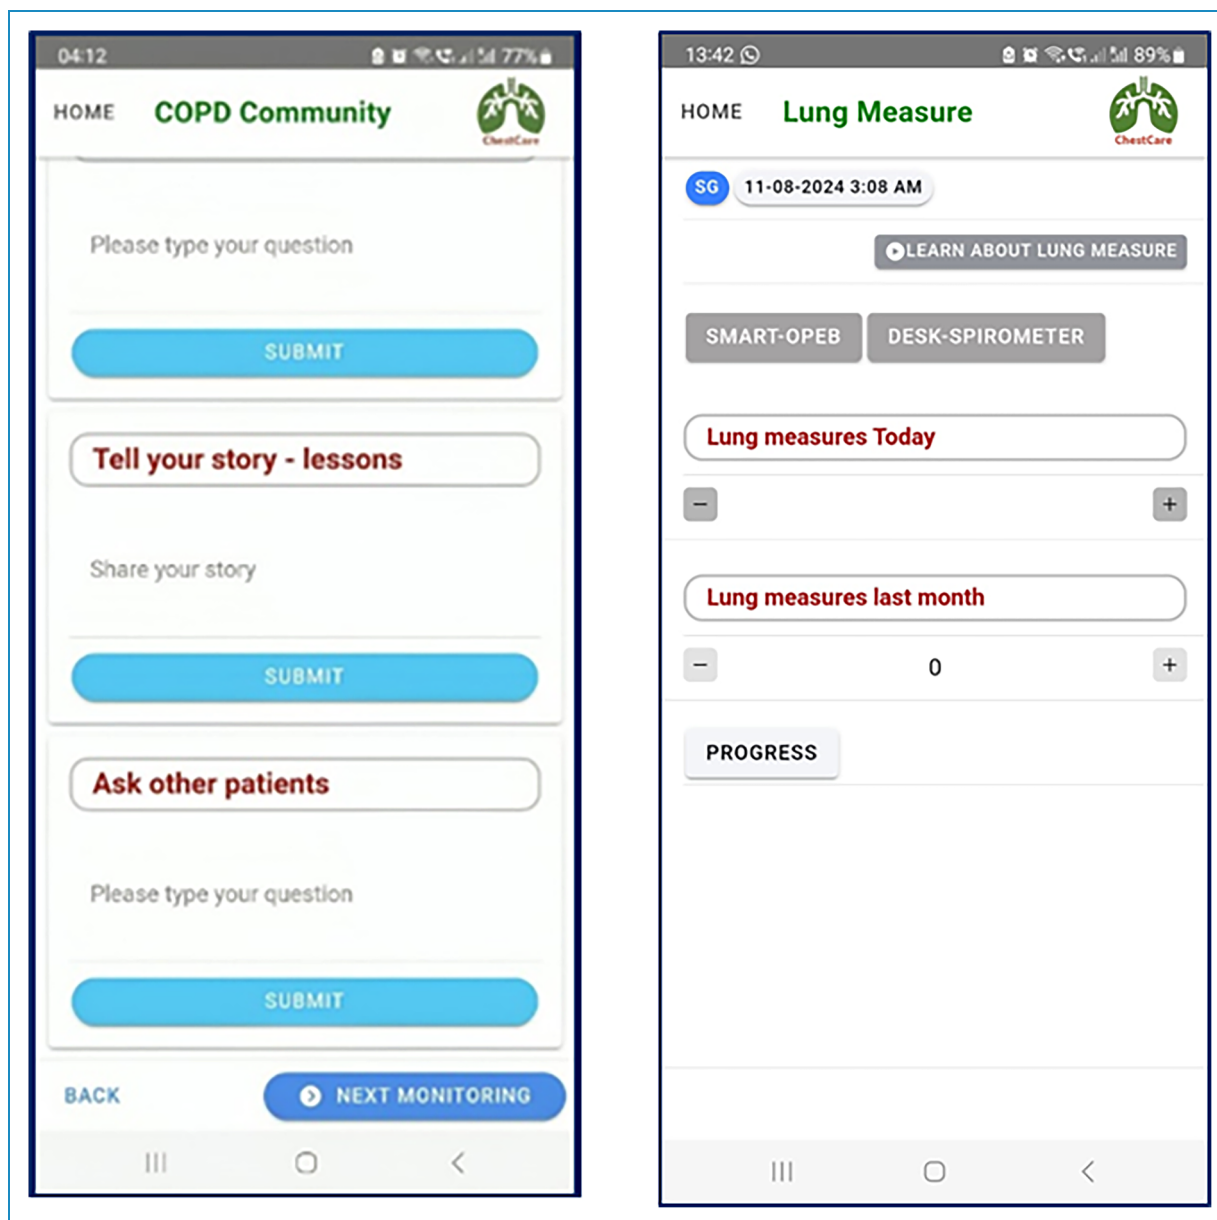 04:12
77%
HOME
COPD Community
ChestCare
Please type your question
SUBMIT
Tell your story - lessons
Share your story
SUBMIT
Ask other patients
Please type your question
SUBMIT
BACK
NEXT MONITORING
13:42
89%
HOME
Lung Measure
ChestCare
SG
11-08-2024 3:08 AM
LEARN ABOUT LUNG MEASURE
SMART-OPEB
DESK-SPIROMETER
Lung measures Today
−
+
Lung measures last month
−
0
+
PROGRESS